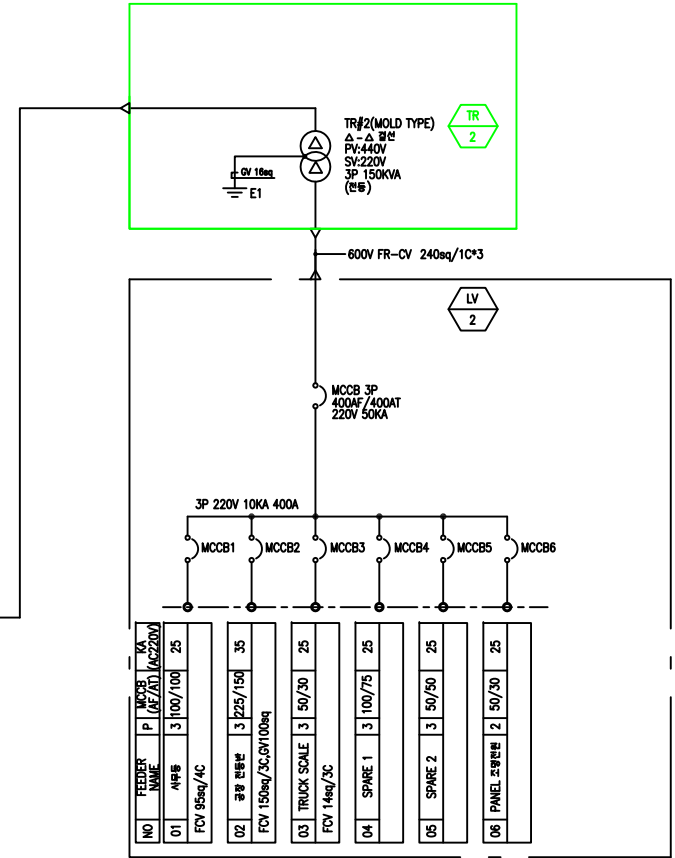 TR#2(MOLD TYPE)
△-△ 결선
PV:440V
SV:220V
3P 150KVA
(전등)
TR
2
GV 16sq
E1
600V FR-CV 240sq/1C*3
LV
2
MCCB 3P
400AF/400AT
220V 50KA
3P 220V 10KA 400A
MCCB1
MCCB2
MCCB3
MCCB4
MCCB5
MCCB6
NO
FEEDER
NAME
P
MCCB
(AF/AT)
KA
(AC220V)
01 사무동 3 100/100 25
FCV 95sq/4C
02 공장 전등반 3 225/150 35
FCV 150sq/3C,GV100sq
03 TRUCK SCALE 3 50/30 25
FCV 14sq/3C
04 SPARE 1 3 100/75 25
05 SPARE 2 3 50/50 25
06 PANEL 조명전원 2 50/30 25